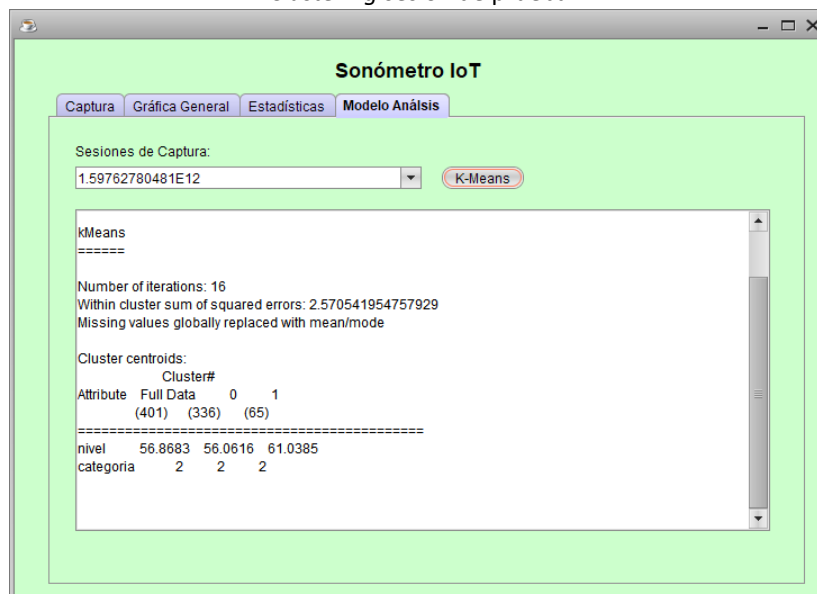 Sonómetro IoT
Captura Gráfica General Estadísticas Modelo Análsis
Sesiones de Captura:
1.59762780481E12 K-Means
kMeans
======
Number of iterations: 16
Within cluster sum of squared errors: 2.570541954757929
Missing values globally replaced with mean/mode
Cluster centroids:
Cluster#
Attribute Full Data 0 1
(401) (336) (65)
============================================
nivel 56.8683 56.0616 61.0385
categoria 2 2 2